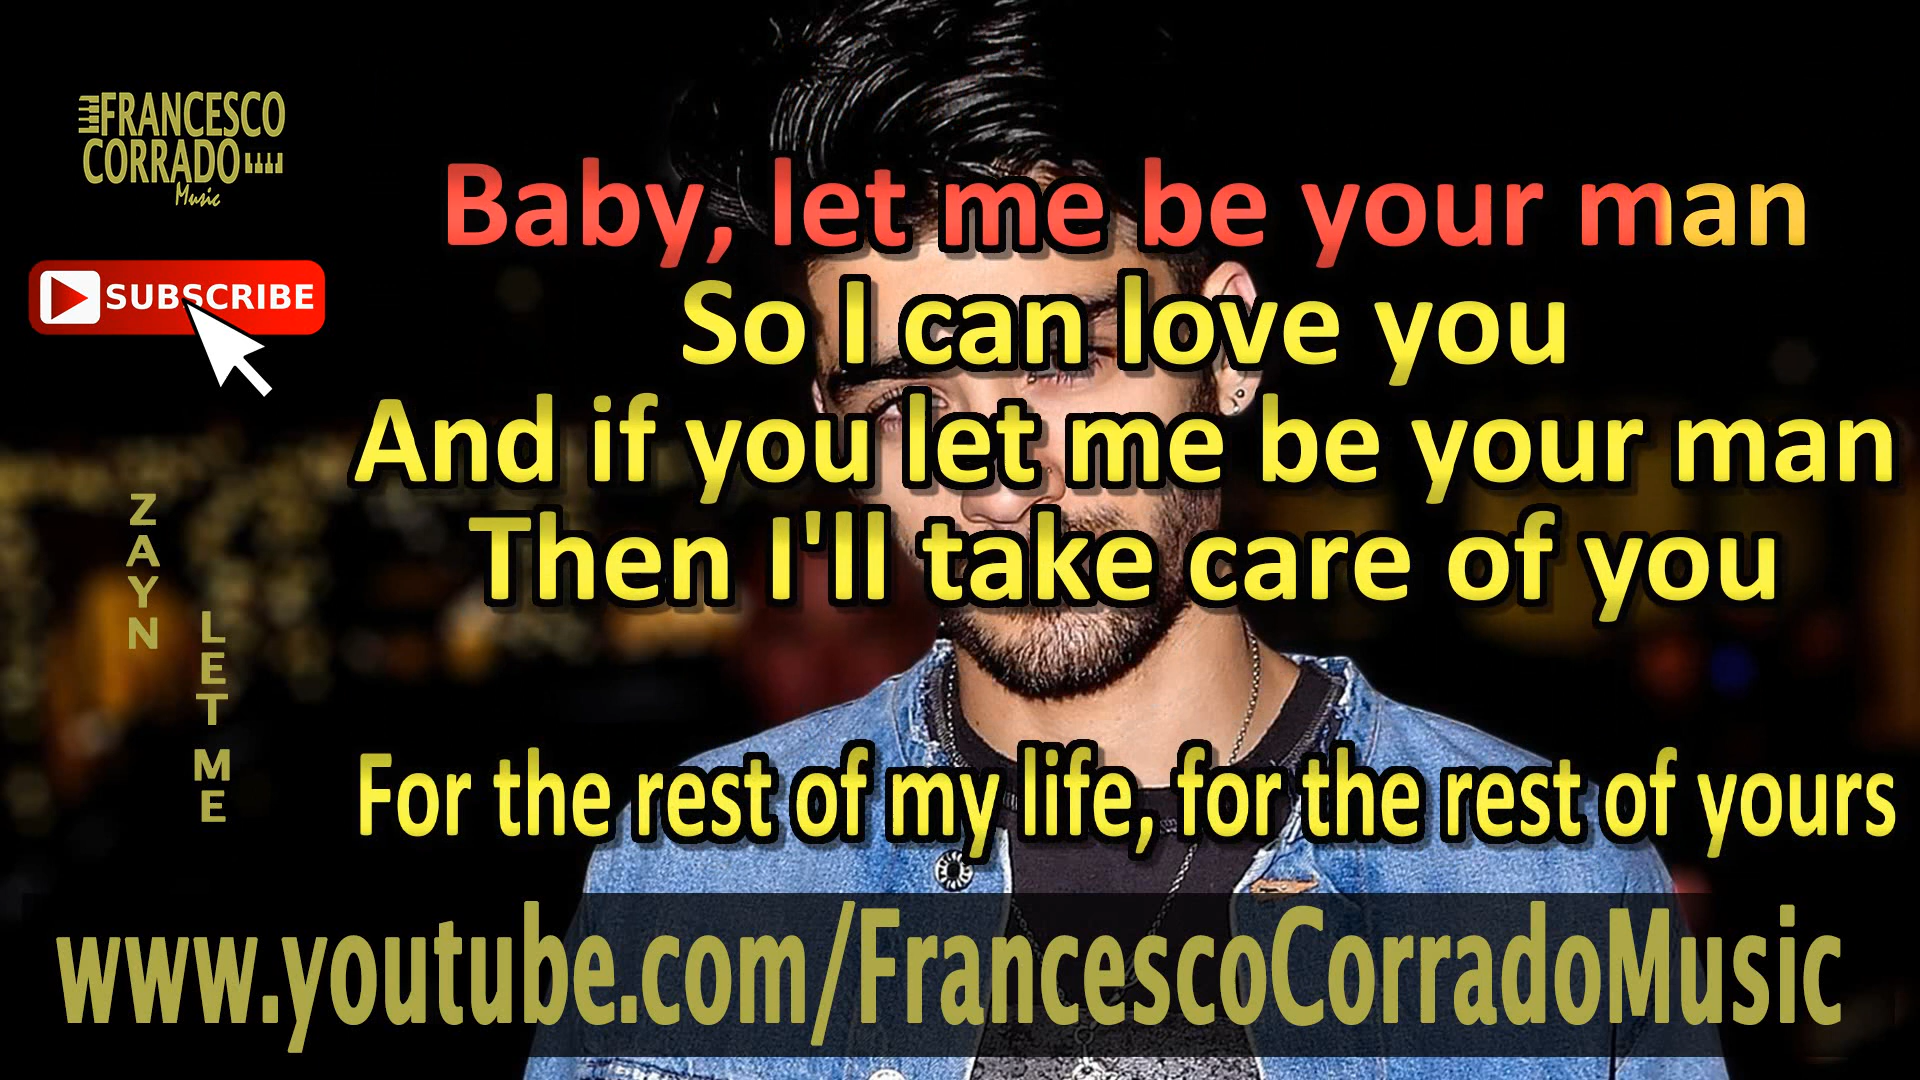 FRANCESCO
CORRADO
Music
SUBSCRIBE
Baby, let me be your man
So I can love you
And if you let me be your man
Then I'll take care of you
For the rest of my life, for the rest of yours
ZAYN
LET ME
www.youtube.com/FrancescoCorradoMusic